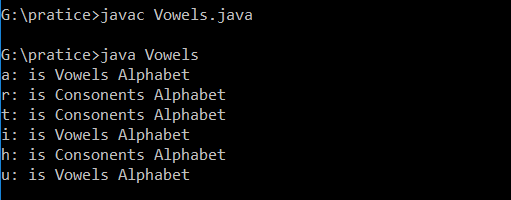 G:\pratice>javac Vowels.java
G:\pratice>java Vowels
a: is Vowels Alphabet
r: is Consonents Alphabet
t: is Consonents Alphabet
i: is Vowels Alphabet
h: is Consonents Alphabet
u: is Vowels Alphabet